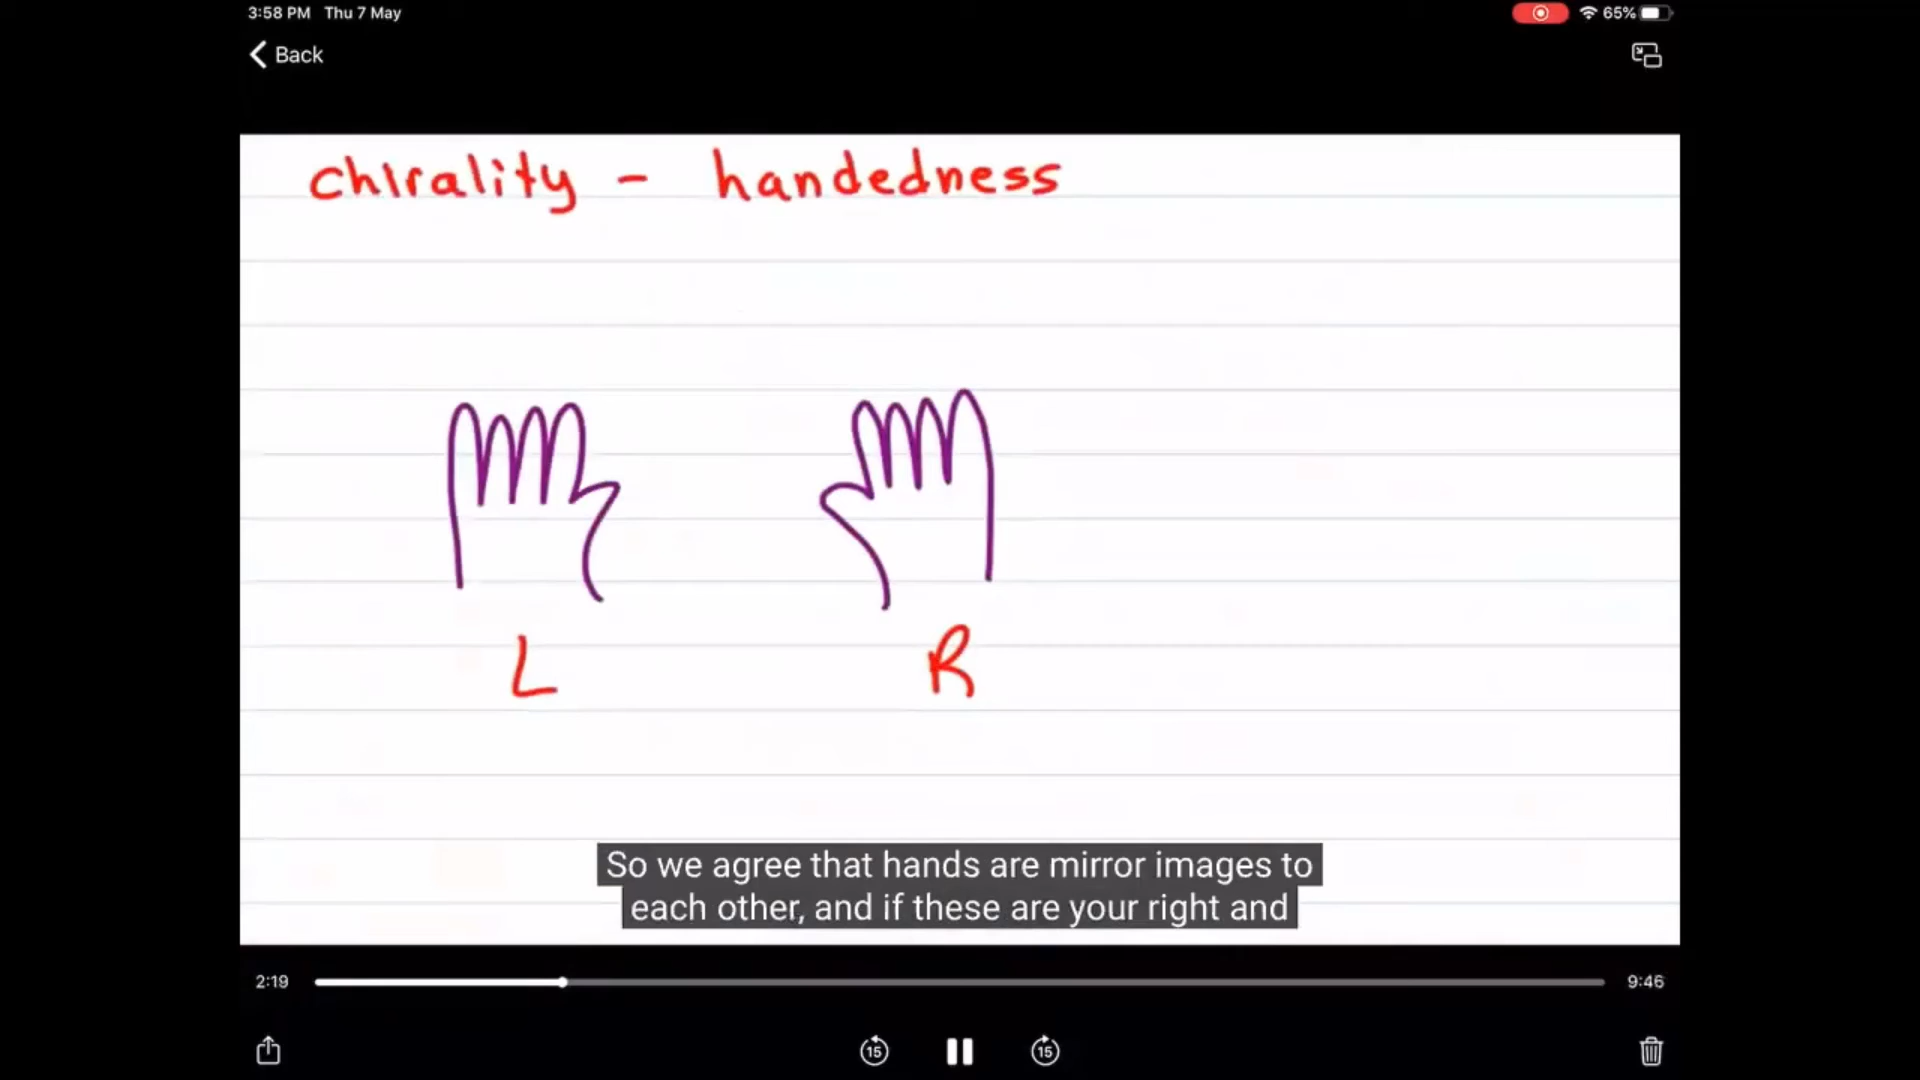 3:58 PM Thu 7 May
65%
Back
chirality - handedness
L
R
So we agree that hands are mirror images to
each other, and if these are your right and
2:19
9:46
15
15